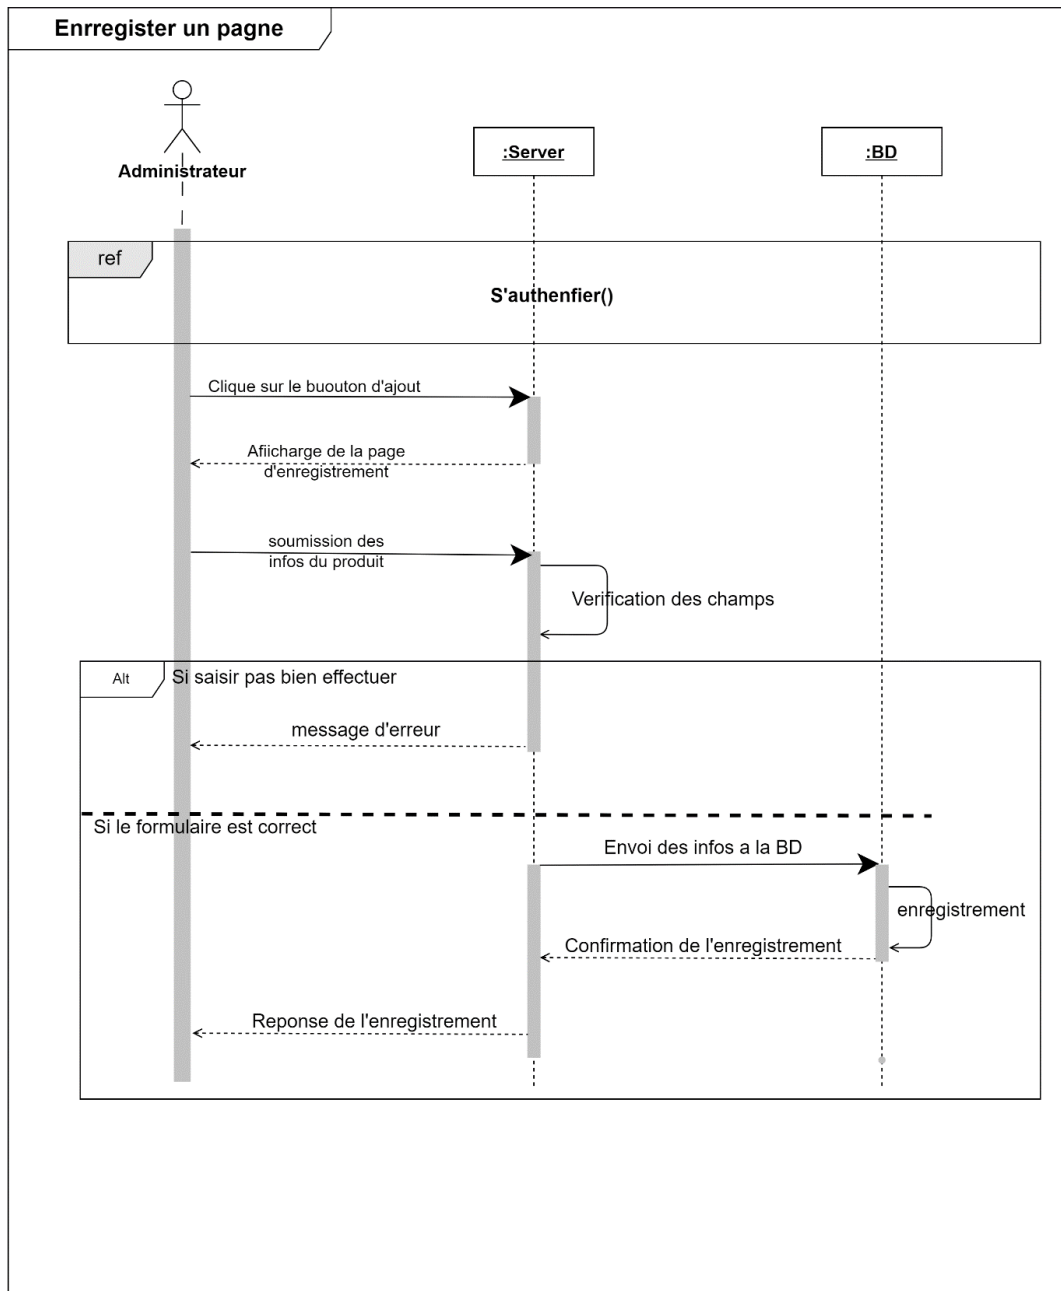 Enrregister un pagne
Administrateur
:Server
:BD
ref
S'authenfier()
Clique sur le buouton d'ajout
Afiicharge de la page
d'enregistrement
soumission des
infos du produit
Verification des champs
Alt
Si saisir pas bien effectuer
message d'erreur
Si le formulaire est correct
Envoi des infos a la BD
enregistrement
Confirmation de l'enregistrement
Reponse de l'enregistrement